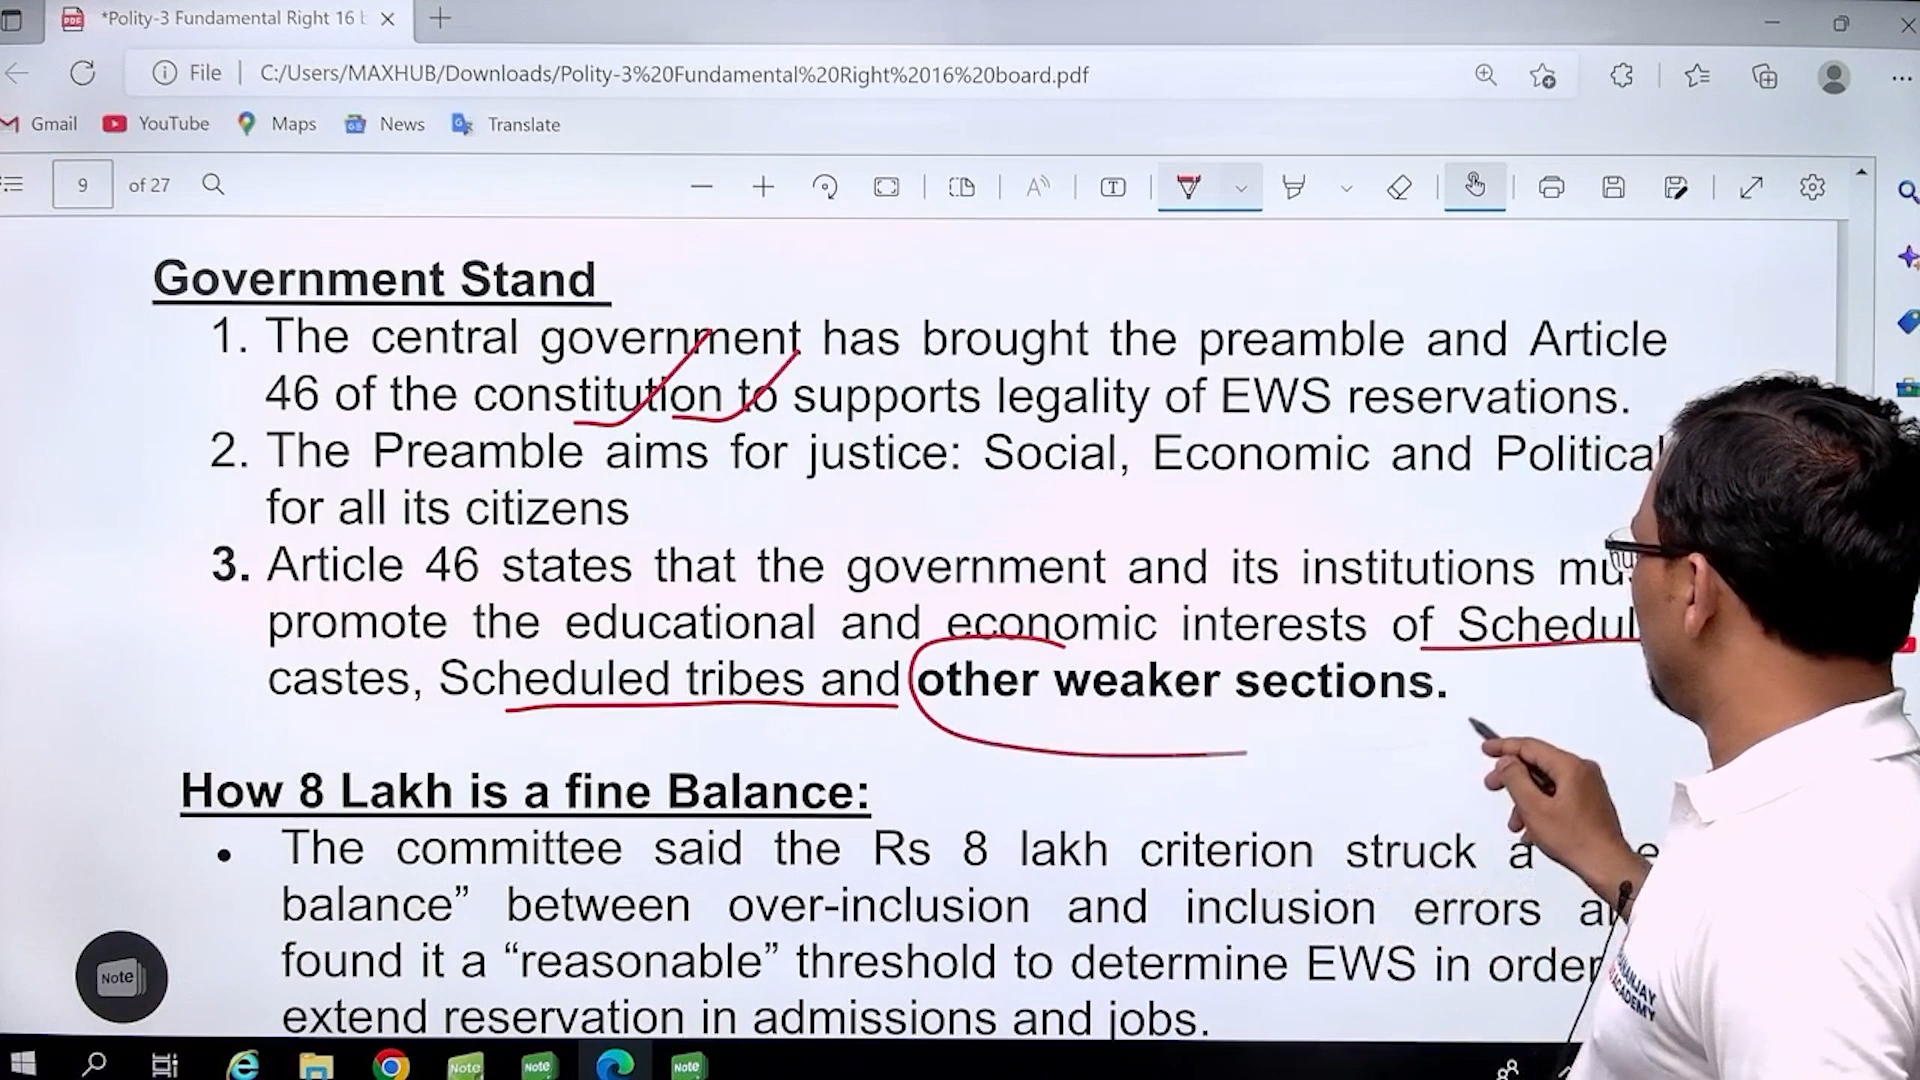 *Polity-3 Fundamental Right 16 b
File
C:/Users/MAXHUB/Downloads/Polity-3%20Fundamental%20Right%2016%20board.pdf
Gmail YouTube Maps News Translate
9 of 27
Government Stand
1. The central government has brought the preamble and Article
46 of the constitution to supports legality of EWS reservations.
2. The Preamble aims for justice: Social, Economic and Political
for all its citizens
3. Article 46 states that the government and its institutions mu
promote the educational and economic interests of Schedul
castes, Scheduled tribes and other weaker sections.
How 8 Lakh is a fine Balance:
• The committee said the Rs 8 lakh criterion struck a
balance” between over-inclusion and inclusion errors a
found it a “reasonable” threshold to determine EWS in order
extend reservation in admissions and jobs.
Note
ACADEMY
Note Note Note